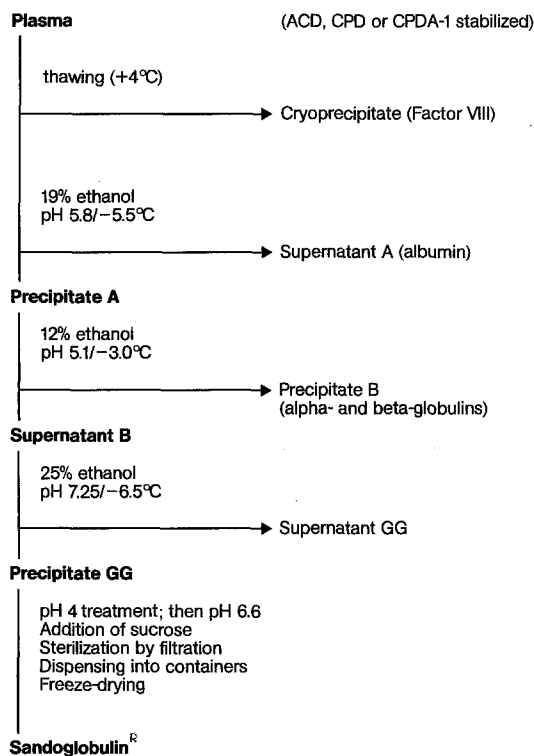 Plasma (ACD, CPD or CPDA-1 stabilized)
thawing (+4°C)
Cryoprecipitate (Factor VIII)
19% ethanol
pH 5.8/−5.5°C
Supernatant A (albumin)
Precipitate A
12% ethanol
pH 5.1/−3.0°C
Precipitate B
(alpha- and beta-globulins)
Supernatant B
25% ethanol
pH 7.25/−6.5°C
Supernatant GG
Precipitate GG
pH 4 treatment; then pH 6.6
Addition of sucrose
Sterilization by filtration
Dispensing into containers
Freeze-drying
Sandoglobulin R